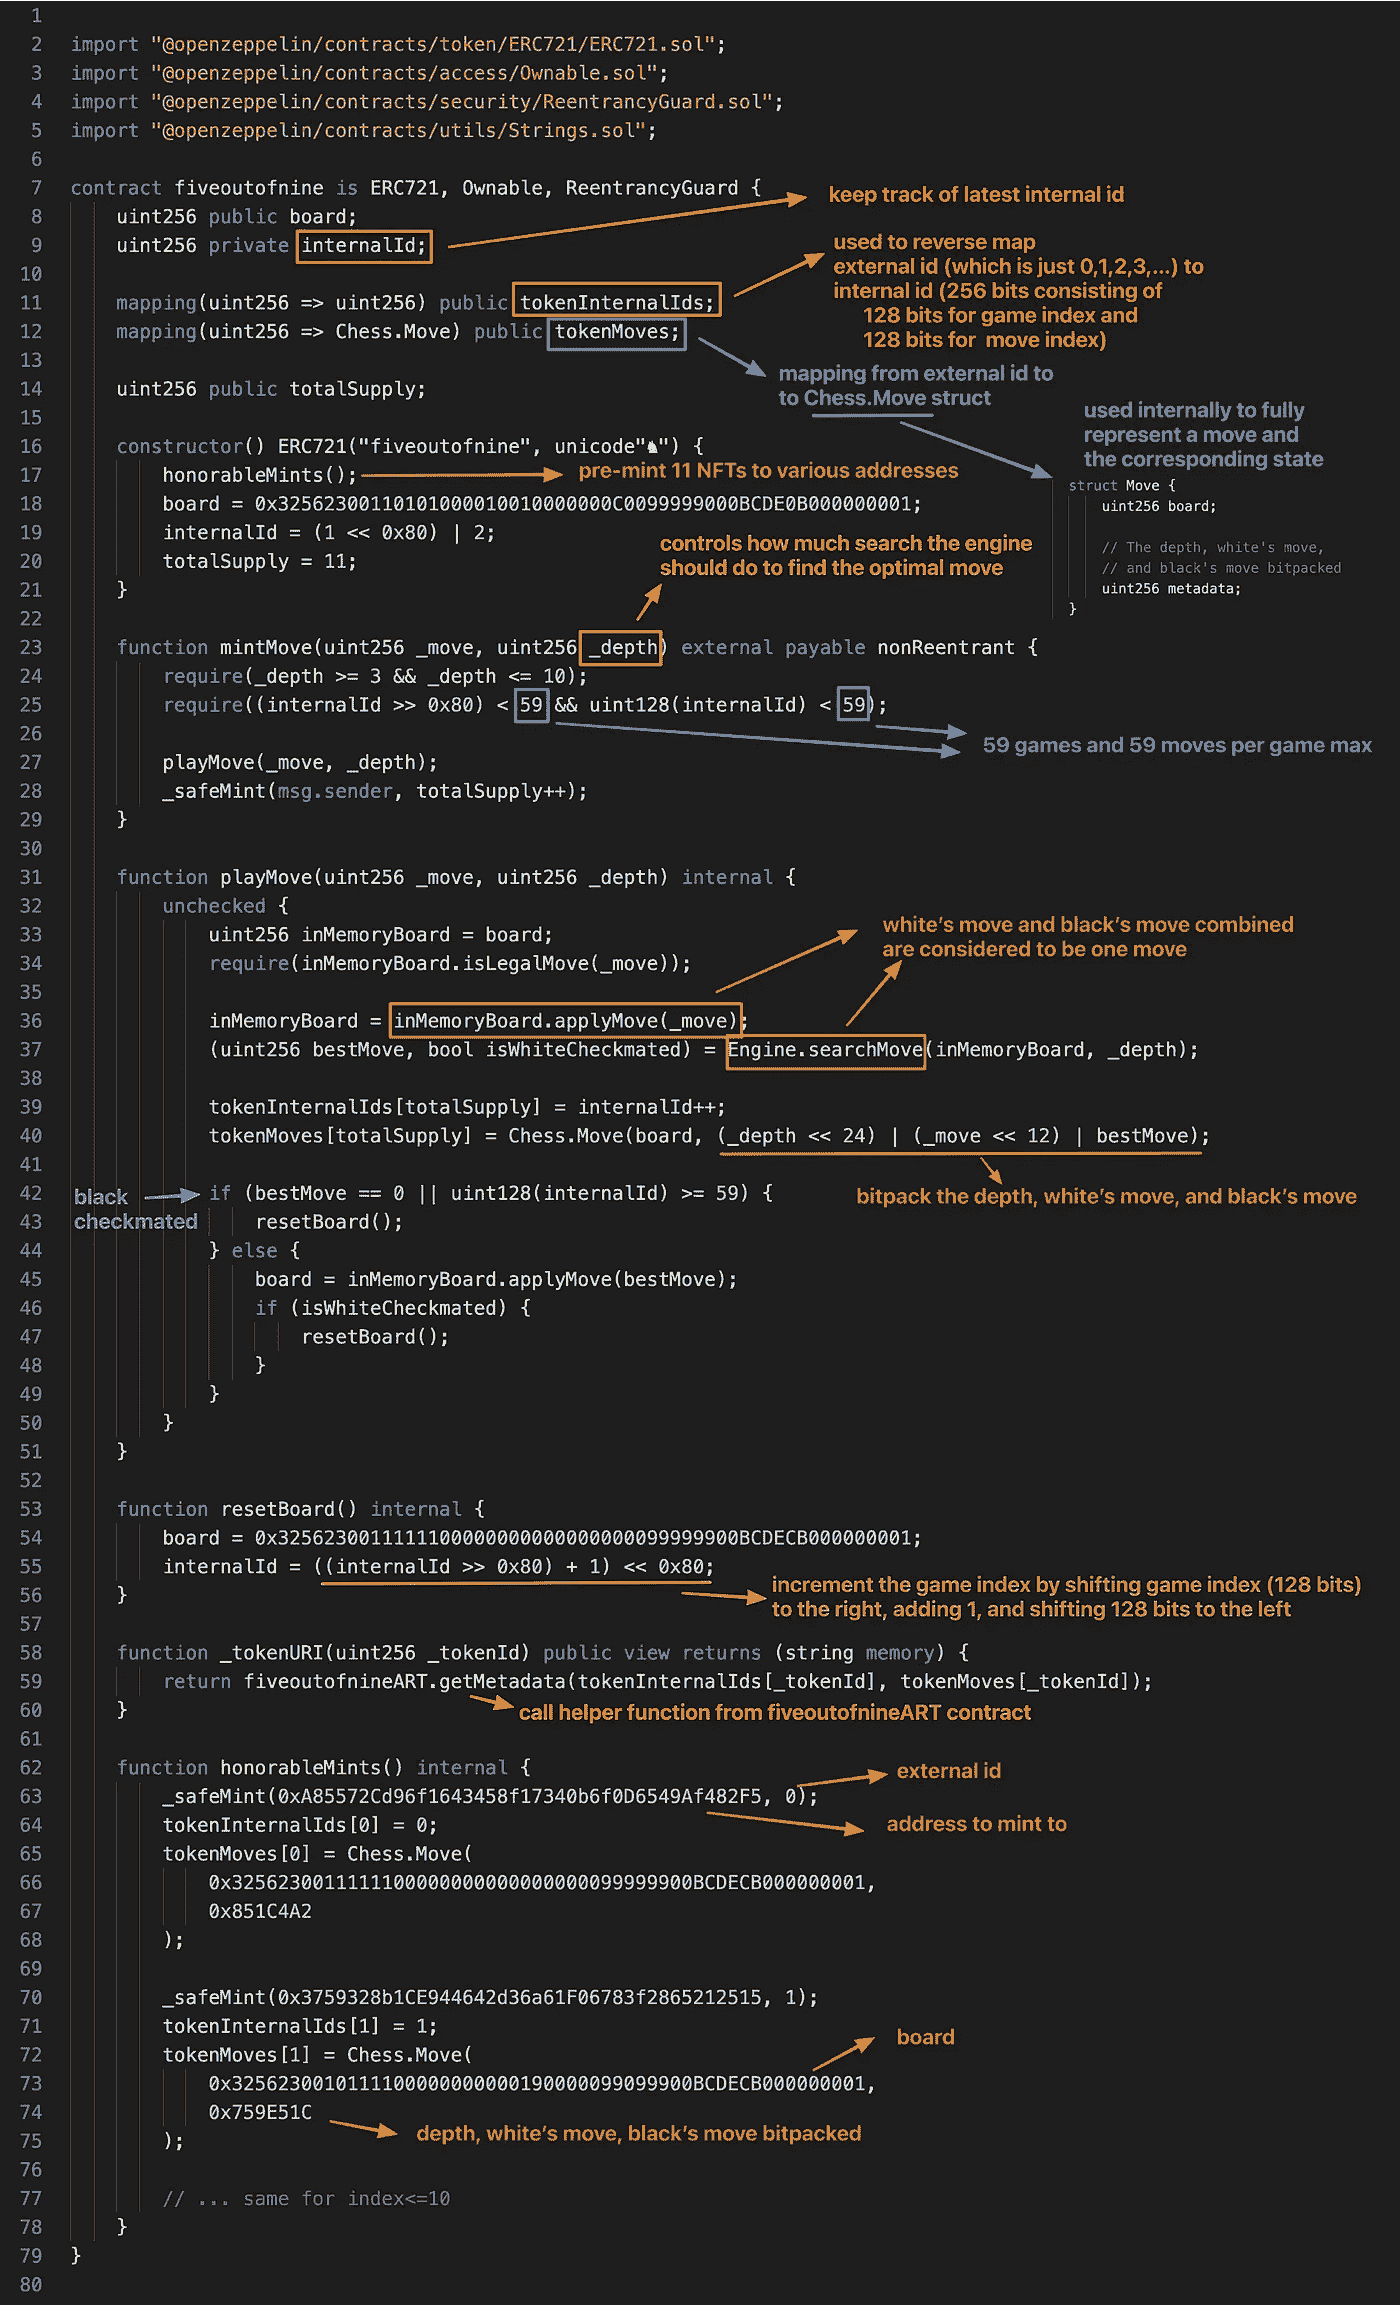 1
2 import "@openzeppelin/contracts/token/ERC721/ERC721.sol";
3 import "@openzeppelin/contracts/access/Ownable.sol";
4 import "@openzeppelin/contracts/security/ReentrancyGuard.sol";
5 import "@openzeppelin/contracts/utils/Strings.sol";
6
7 contract fiveoutofnine is ERC721, Ownable, ReentrancyGuard {
keep track of latest internal id
8 uint256 public board;
9 uint256 private internalId;
used to reverse map
external id (which is just 0,1,2,3,...) to
internal id (256 bits consisting of
128 bits for game index and
128 bits for move index)
10
11 mapping(uint256 => uint256) public tokenInternalIds;
12 mapping(uint256 => Chess.Move) public tokenMoves;
13
mapping from external id to
to Chess.Move struct
14 uint256 public totalSupply;
15
used internally to fully
represent a move and
the corresponding state
struct Move {
uint256 board;
// The depth, white's move,
// and black's move bitpacked
uint256 metadata;
}
16 constructor() ERC721("fiveoutofnine", unicode"♞") {
17 honorableMints();
pre-mint 11 NFTs to various addresses
18 board = 0x3256230011010100001001000000​0C0099999000BCDE0B000000001;
19 internalId = (1 << 0x80) | 2;
20 totalSupply = 11;
21 }
controls how much search the engine
should do to find the optimal move
22
23 function mintMove(uint256 _move, uint256 _depth) external payable nonReentrant {
24 require(_depth >= 3 && _depth <= 10);
25 require((internalId >> 0x80) < 59 && uint128(internalId) < 59);
59 games and 59 moves per game max
26
27 playMove(_move, _depth);
28 _safeMint(msg.sender, totalSupply++);
29 }
30
31 function playMove(uint256 _move, uint256 _depth) internal {
32 unchecked {
white's move and black's move combined
are considered to be one move
33 uint256 inMemoryBoard = board;
34 require(inMemoryBoard.isLegalMove(_move));
35
36 inMemoryBoard = inMemoryBoard.applyMove(_move);
37 (uint256 bestMove, bool isWhiteCheckmated) = Engine.searchMove(inMemoryBoard, _depth);
38
39 tokenInternalIds[totalSupply] = internalId++;
40 tokenMoves[totalSupply] = Chess.Move(board, (_depth << 24) | (_move << 12) | bestMove);
41
bitpack the depth, white's move, and black's move
black
checkmated
42 if (bestMove == 0 || uint128(internalId) >= 59) {
43 resetBoard();
44 } else {
45 board = inMemoryBoard.applyMove(bestMove);
46 if (isWhiteCheckmated) {
47 resetBoard();
48 }
49 }
50 }
51 }
52
53 function resetBoard() internal {
54 board = 0x3256230011111100000000000000000099999900BCDECB000000001;
55 internalId = ((internalId >> 0x80) + 1) << 0x80;
increment the game index by shifting game index (128 bits)
to the right, adding 1, and shifting 128 bits to the left
56 }
57
58 function _tokenURI(uint256 _tokenId) public view returns (string memory) {
59 return fiveoutofnineART.getMetadata(tokenInternalIds[_tokenId], tokenMoves[_tokenId]);
60 }
call helper function from fiveoutofnineART contract
61
62 function honorableMints() internal {
external id
63 _safeMint(0xA85572Cd96f1643458f17340b6f0D6549Af482F5, 0);
address to mint to
64 tokenInternalIds[0] = 0;
65 tokenMoves[0] = Chess.Move(
66 0x3256230011111100000000000000000099999900BCDECB000000001,
67 0x851C4A2
68 );
69
70 _safeMint(0x3759328b1CE944642d36a61F06783f2865212515, 1);
71 tokenInternalIds[1] = 1;
board
72 tokenMoves[1] = Chess.Move(
73 0x3256230010111100000000000190000099099900BCDECB000000001,
74 0x759E51C
depth, white's move, black's move bitpacked
75 );
76
77 // ... same for index<=10
78 }
79 }
80